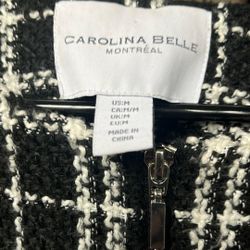 CAROLINA BELLE
MONTRÉAL
US:M
CA:M/M
UK:M
EU:M
MADE IN
CHINA